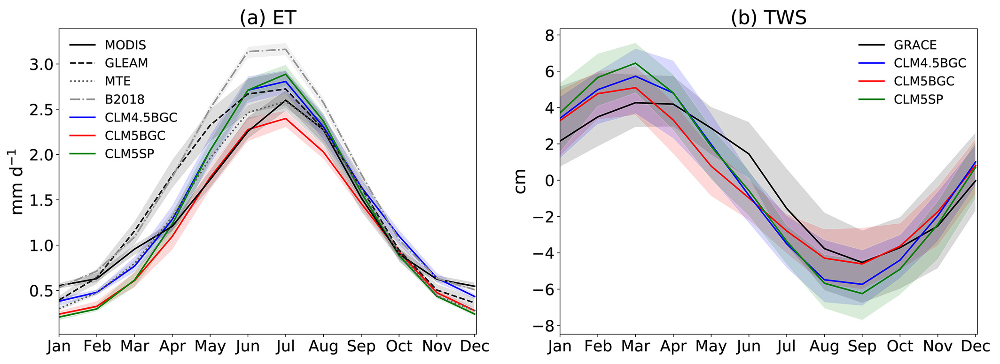 (a) ET
MODIS
GLEAM
MTE
B2018
CLM4.5BGC
CLM5BGC
CLM5SP
mm d⁻¹
3.0
2.5
2.0
1.5
1.0
0.5
Jan Feb Mar Apr May Jun Jul Aug Sep Oct Nov Dec
(b) TWS
GRACE
CLM4.5BGC
CLM5BGC
CLM5SP
cm
8
6
4
2
0
−2
−4
−6
−8
Jan Feb Mar Apr May Jun Jul Aug Sep Oct Nov Dec